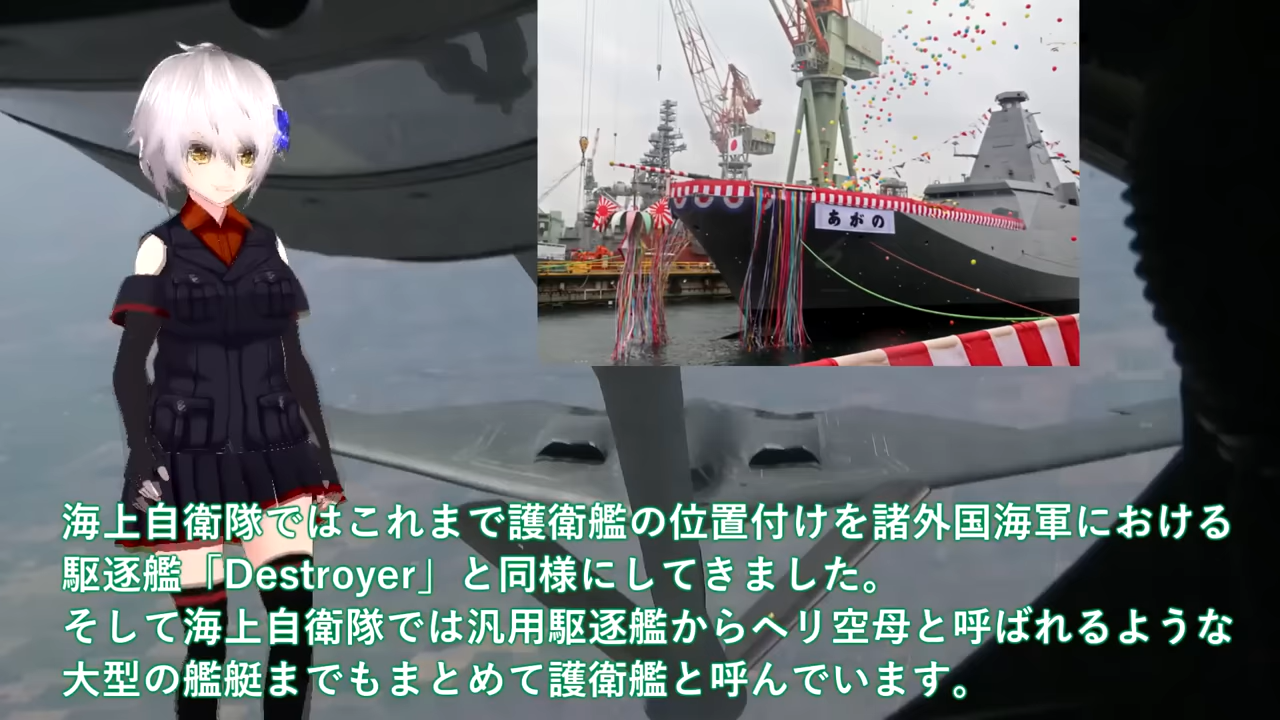 あがの
海上自衛隊ではこれまで護衛艦の位置付けを諸外国海軍における
駆逐艦「Destroyer」と同様にしてきました。
そして海上自衛隊では汎用駆逐艦からヘリ空母と呼ばれるような
大型の艦艇までもまとめて護衛艦と呼んでいます。